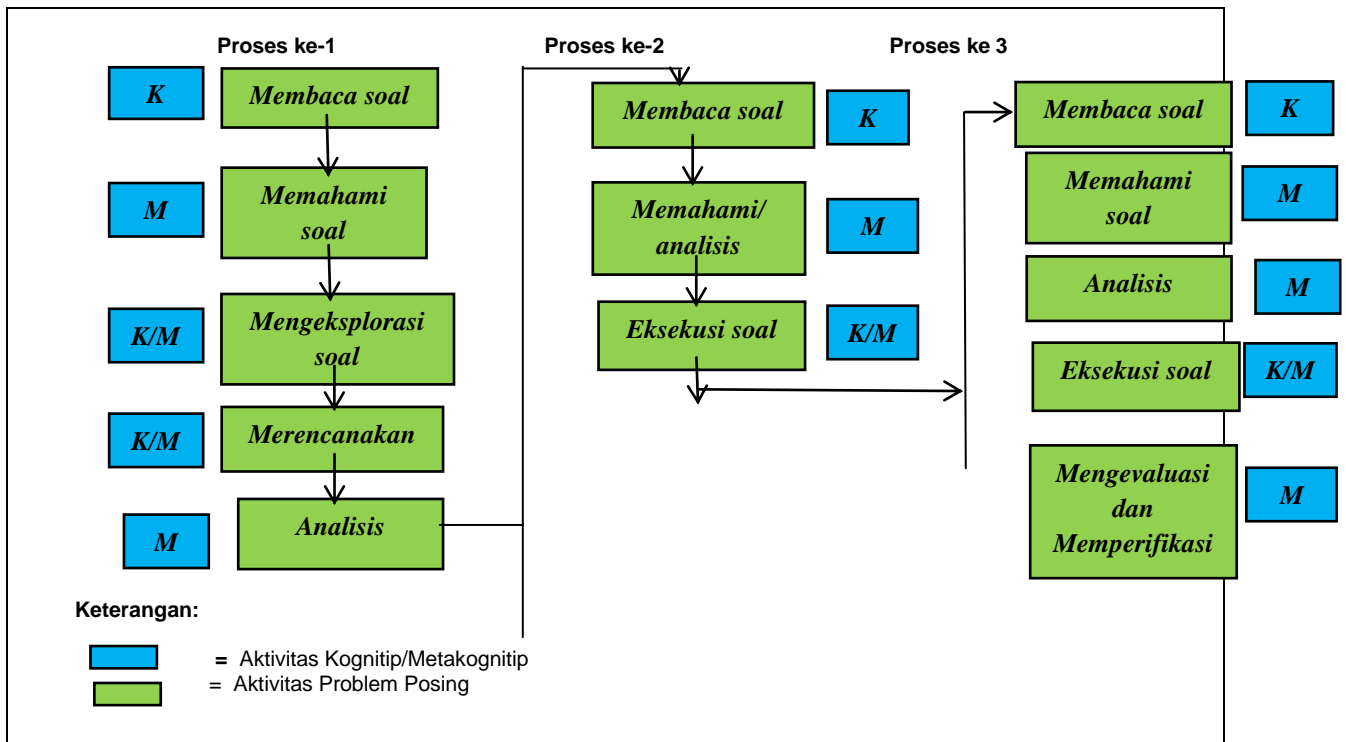 Proses ke-1
K
Membaca soal
M
Memahami
soal
K/M
Mengeksplorasi
soal
K/M
Merencanakan
M
Analisis
Proses ke-2
Membaca soal
K
Memahami/
analisis
M
Eksekusi soal
K/M
Proses ke 3
Membaca soal
K
Memahami
soal
M
Analisis
M
Eksekusi soal
K/M
Mengevaluasi
dan
Memperifikasi
M
Keterangan:
= Aktivitas Kognitip/Metakognitip
= Aktivitas Problem Posing